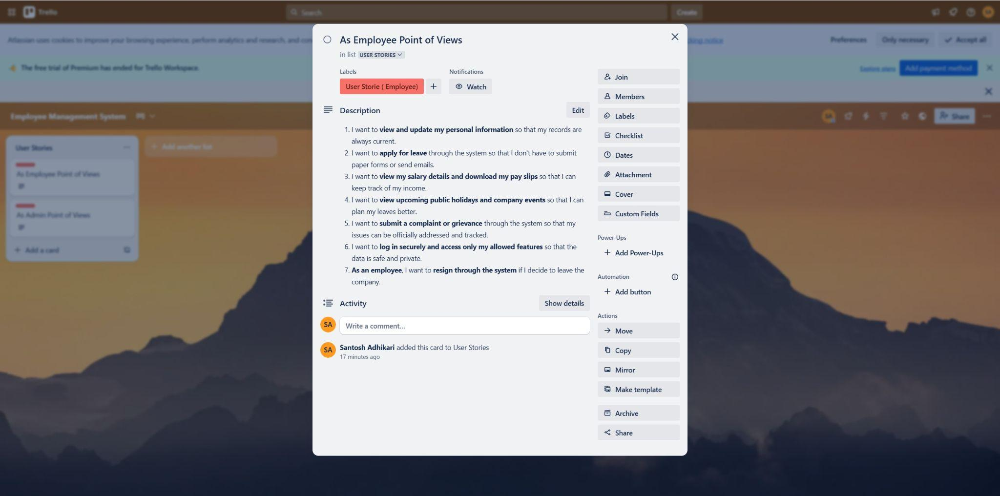 Trello
Search
Create
SA
Atlassian uses cookies to improve your browsing experience, perform analytics and research, and
king notice
Preferences
Only necessary
Accept all
The free trial of Premium has ended for Trello Workspace.
Explore plans
Add payment method
Employee Management System
SA
Share
User Stories
Add another list
As Employee Point of Views
As Admin Point of Views
Add a card
As Employee Point of Views
in list USER STORIES
Labels
Notifications
User Storie ( Employee)
Watch
Description
Edit
1. I want to view and update my personal information so that my records are
always current.
2. I want to apply for leave through the system so that I don't have to submit
paper forms or send emails.
3. I want to view my salary details and download my pay slips so that I can
keep track of my income.
4. I want to view upcoming public holidays and company events so that I can
plan my leaves better.
5. I want to submit a complaint or grievance through the system so that my
issues can be officially addressed and tracked.
6. I want to log in securely and access only my allowed features so that the
data is safe and private.
7. As an employee, I want to resign through the system if I decide to leave the
company.
Activity
Show details
SA
Write a comment...
SA
Santosh Adhikari added this card to User Stories
17 minutes ago
Join
Members
Labels
Checklist
Dates
Attachment
Cover
Custom Fields
Power-Ups
Add Power-Ups
Automation
Add button
Actions
Move
Copy
Mirror
Make template
Archive
Share